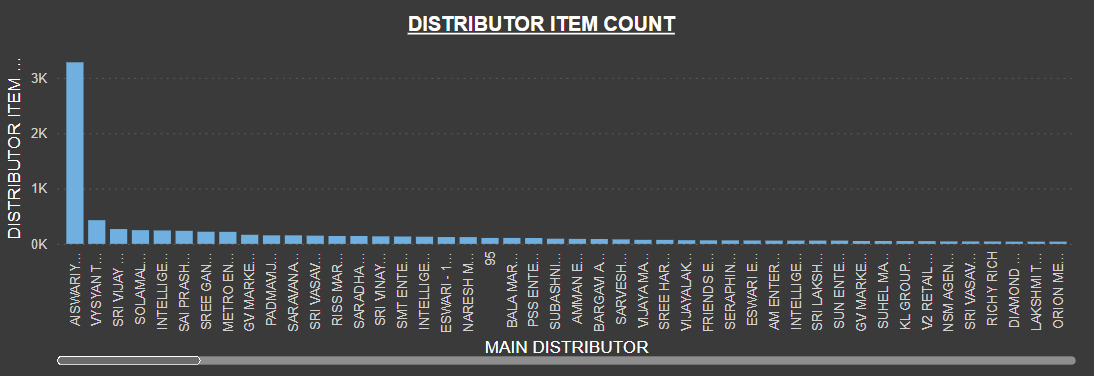 DISTRIBUTOR ITEM COUNT
DISTRIBUTOR ITEM ...
3K
2K
1K
0K
AISWARIY...
VYSYAN T...
SRI VIJAY ...
SOLAMAL...
INTELLIGE...
SAI PRASH...
SREE GAN...
METRO EN...
GV MARKE...
PADMAVJ...
SARAVANA...
SRI VASAV...
RISS MAR...
SARADHA...
SRI VINAY...
SMT ENTE...
INTELLIGE...
ESWARI - 1...
NARESH M...
95
BALA MAR...
PSS ENTE...
SUBASHNI...
AMMAN E...
BARGAVI A...
SARVESH...
VIJAYA MA...
SREE HAR...
VIJAYALAK...
FRIENDS E...
SERAPHIN...
ESWARI E...
AM ENTER...
INTELLIGE...
SRI LAKSH...
SUN ENTE...
GV MARKE...
SUHEL MA...
KL GROUP...
V2 RETAIL ...
NSM AGEN...
SRI VASAV...
RICHY RICH
DIAMOND ...
LAKSHMI T...
ORION ME...
MAIN DISTRIBUTOR